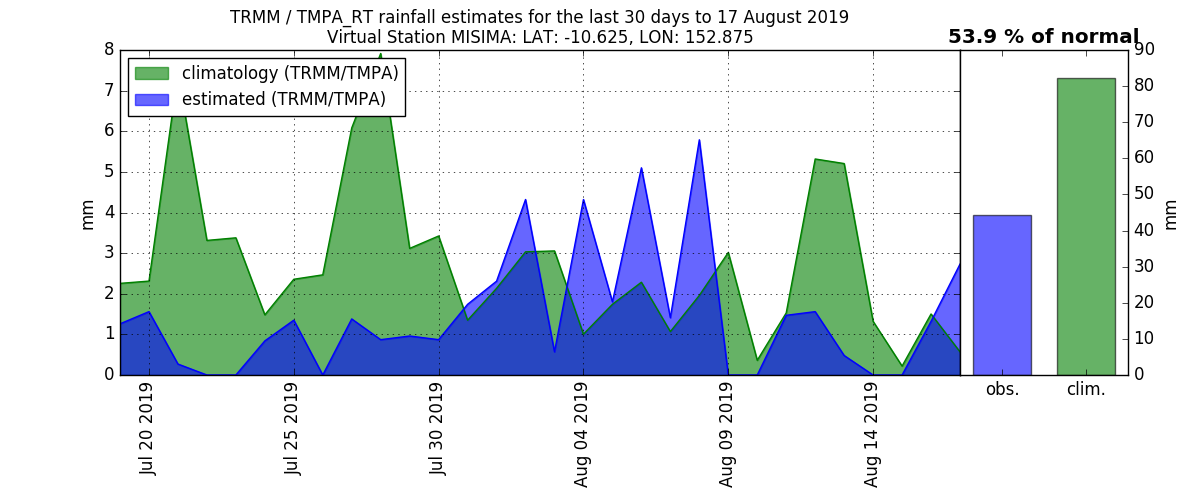 TRMM / TMPA_RT rainfall estimates for the last 30 days to 17 August 2019
Virtual Station MISIMA: LAT: -10.625, LON: 152.875
53.9 % of normal
climatology (TRMM/TMPA)
estimated (TRMM/TMPA)
mm
8
7
6
5
4
3
2
1
0
Jul 20 2019
Jul 25 2019
Jul 30 2019
Aug 04 2019
Aug 09 2019
Aug 14 2019
obs.
clim.
90
80
70
60
50
40
30
20
10
0
mm